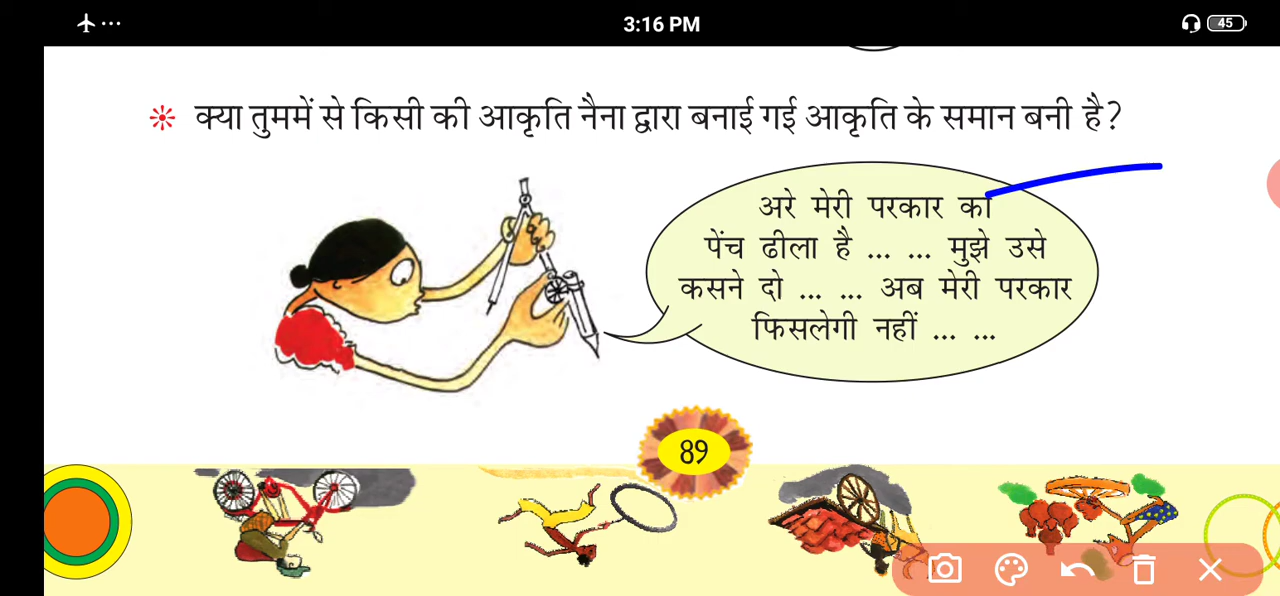 3:16 PM
45
क्या तुममें से किसी की आकृति नैना द्वारा बनाई गई आकृति के समान बनी है?
अरे मेरी परकार का
पेंच ढीला है ... ... मुझे उसे
कसने दो ... ... अब मेरी परकार
फिसलेगी नहीं ... ...
89